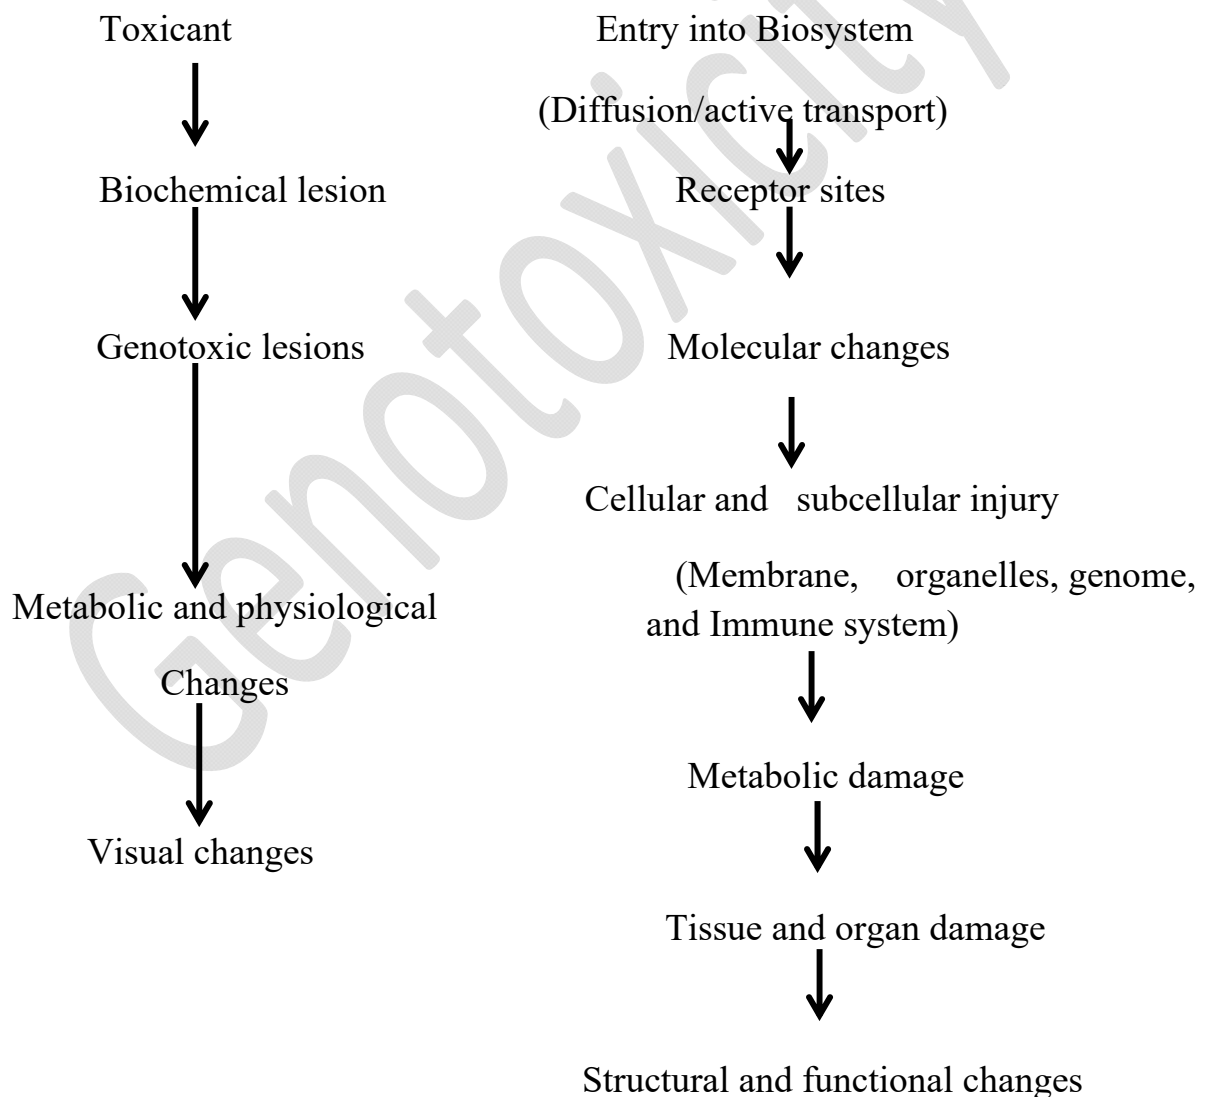 Toxicant
Biochemical lesion
Genotoxic lesions
Metabolic and physiological
Changes
Visual changes
Entry into Biosystem
(Diffusion/active transport)
Receptor sites
Molecular changes
Cellular and subcellular injury
(Membrane, organelles, genome,
and Immune system)
Metabolic damage
Tissue and organ damage
Structural and functional changes
Genotoxicity